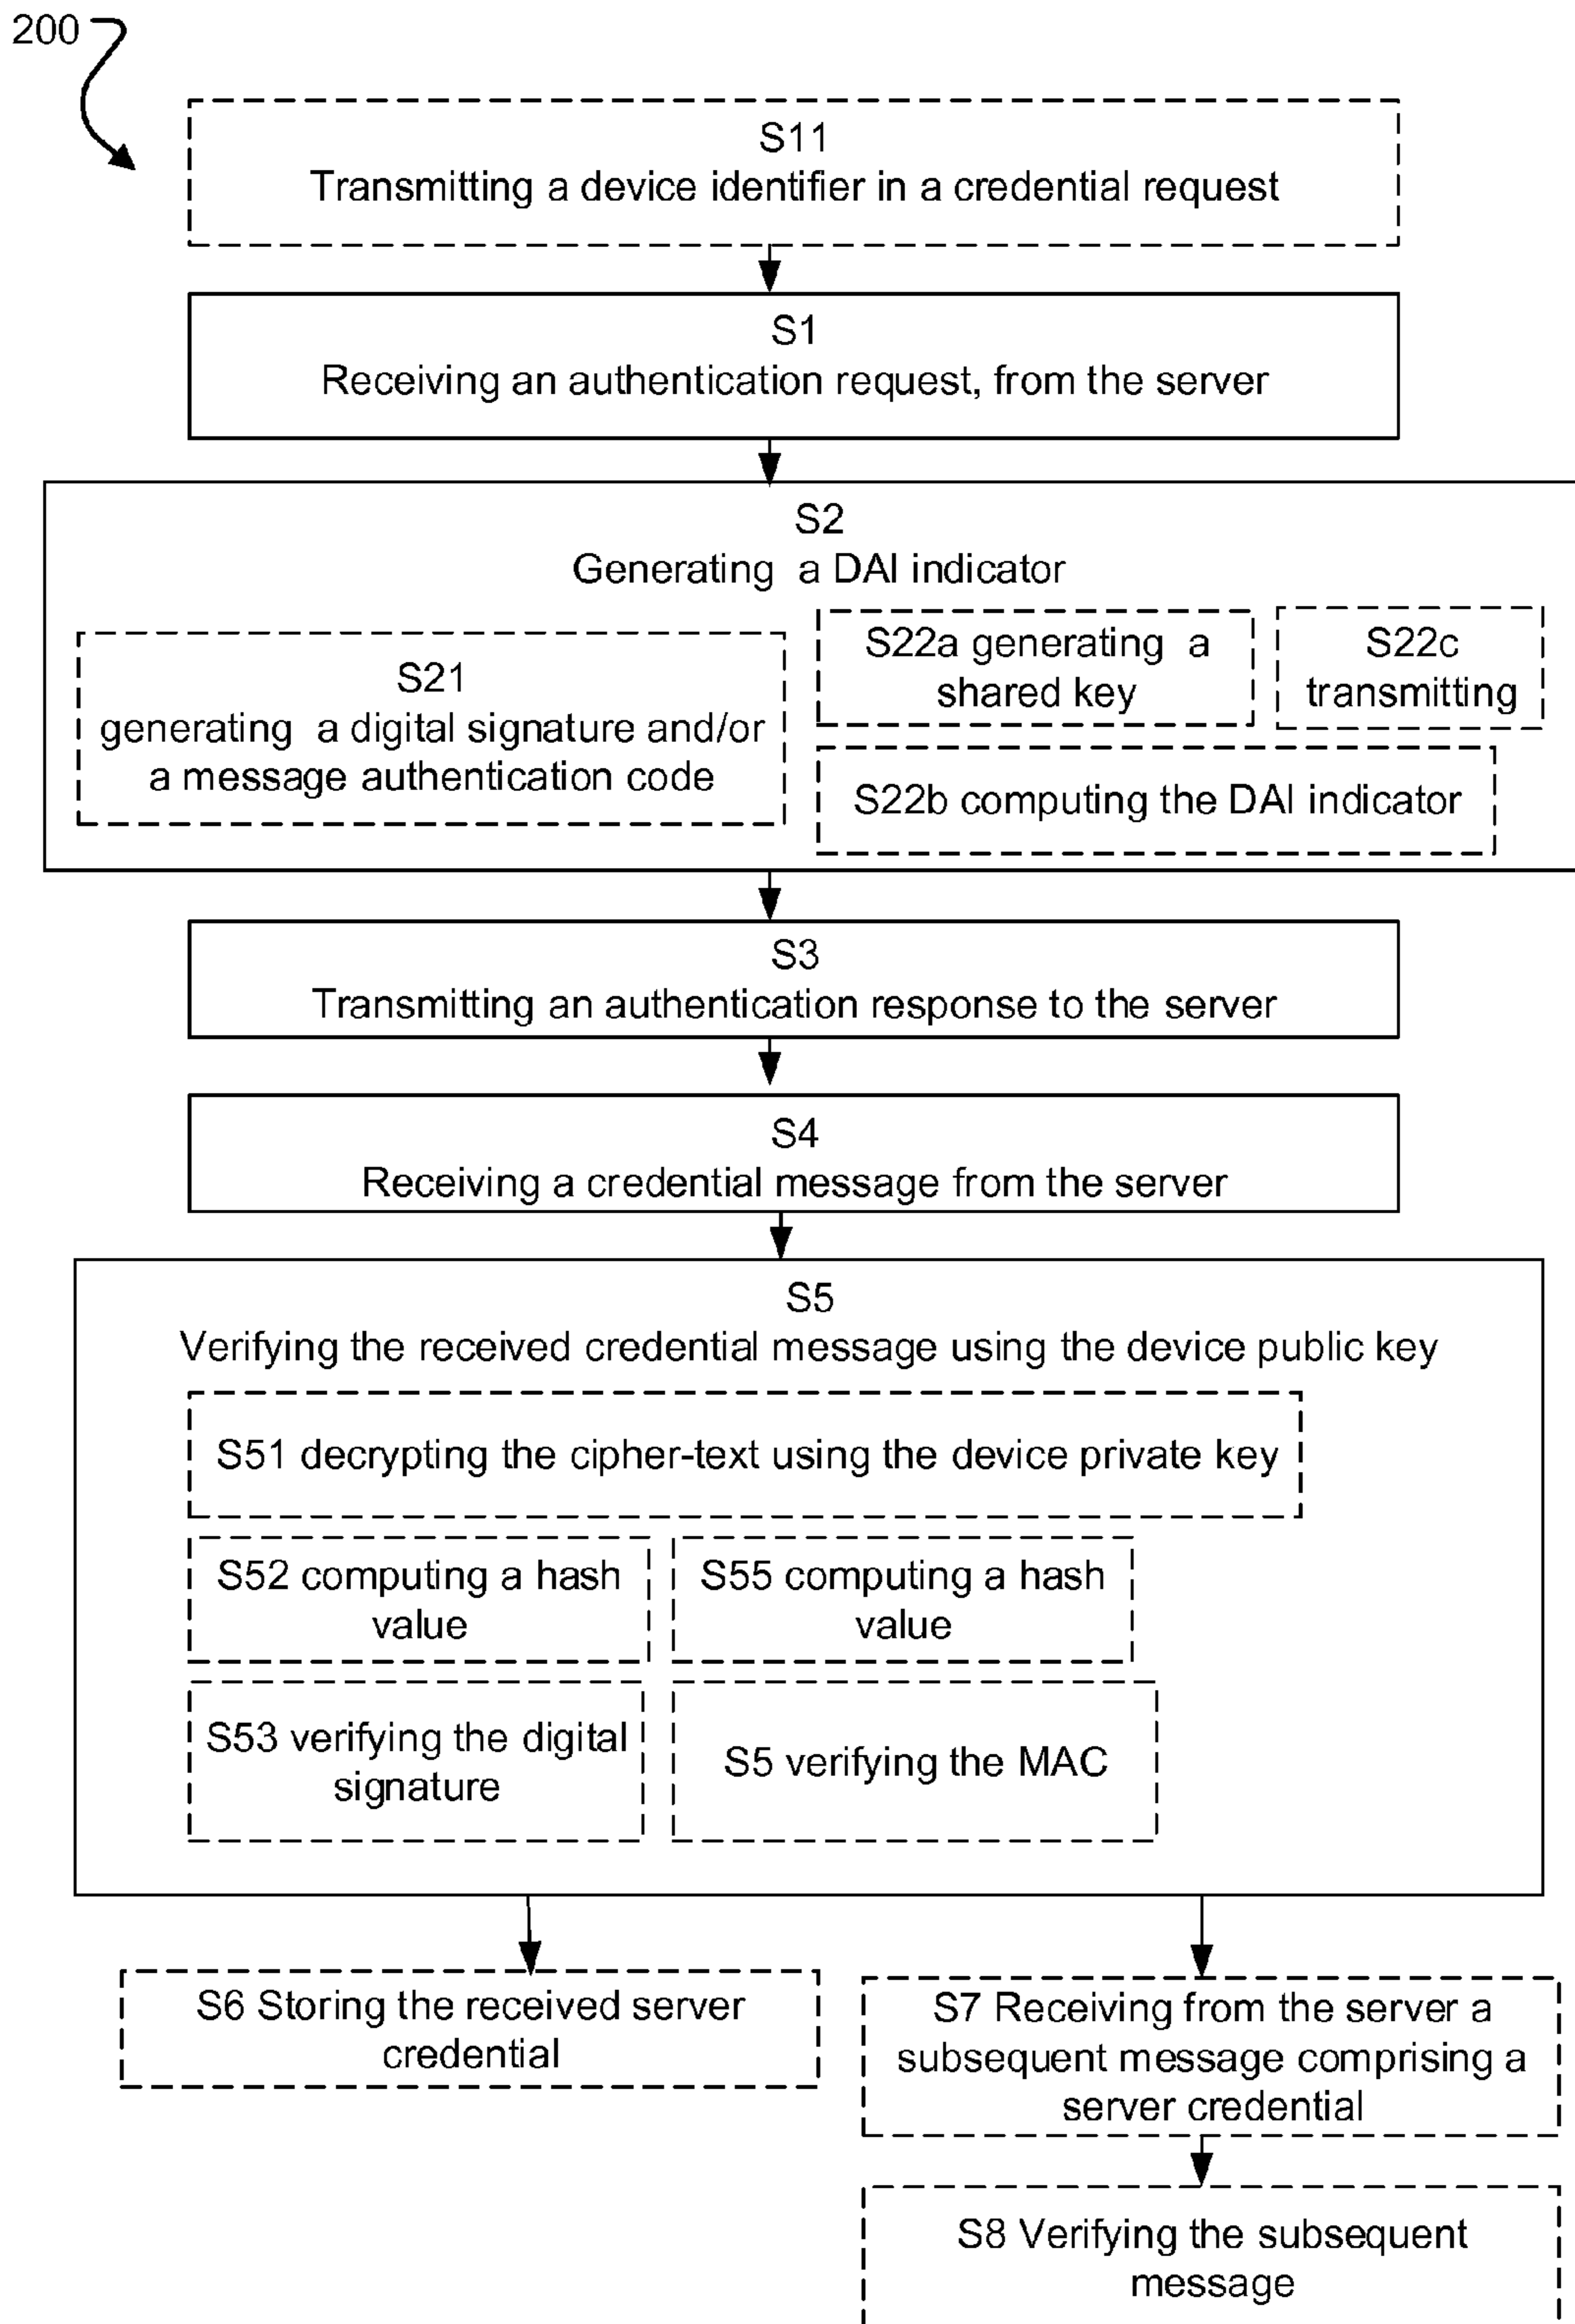 200
S11
Transmitting a device identifier in a credential request
S1
Receiving an authentication request, from the server
S2
Generating a DAI indicator
S21
generating a digital signature and/or
a message authentication code
S22a generating a
shared key
S22c
transmitting
S22b computing the DAI indicator
S3
Transmitting an authentication response to the server
S4
Receiving a credential message from the server
S5
Verifying the received credential message using the device public key
S51 decrypting the cipher-text using the device private key
S52 computing a hash
value
S55 computing a hash
value
S53 verifying the digital
signature
S5 verifying the MAC
S6 Storing the received server
credential
S7 Receiving from the server a
subsequent message comprising a
server credential
S8 Verifying the subsequent
message